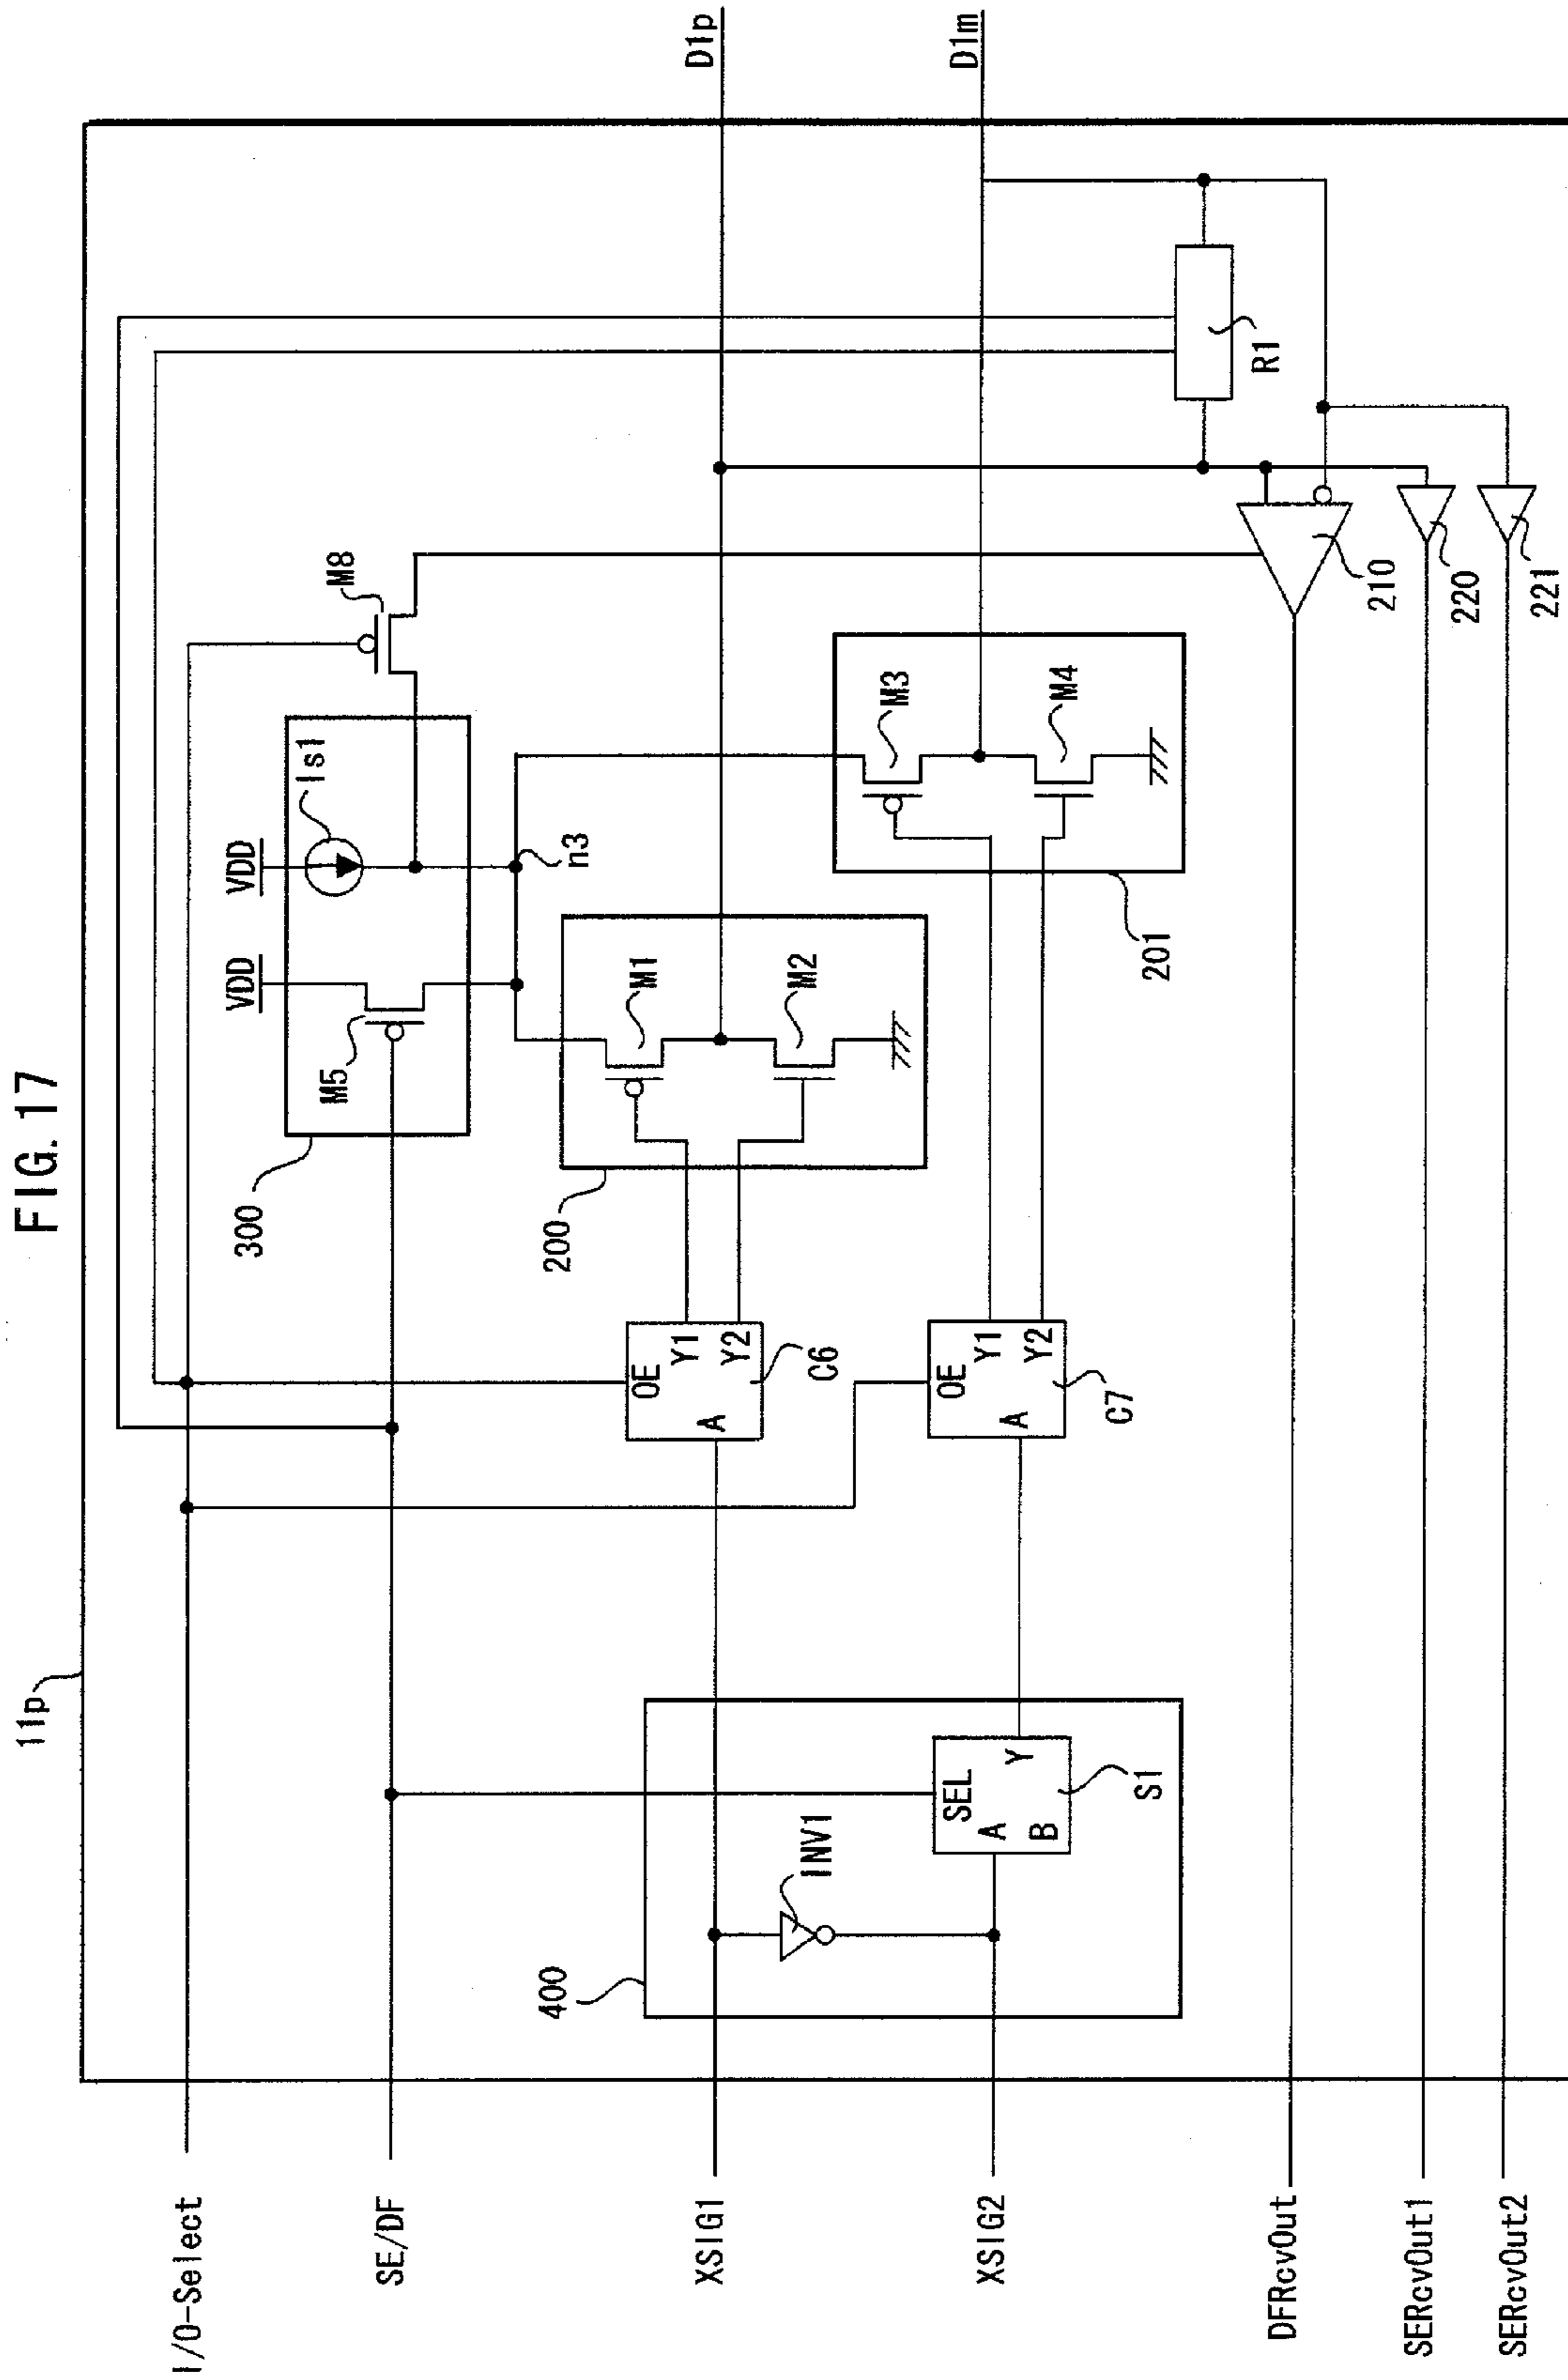 FIG. 17
11p
I/O-Select
SE/DF
XSIG1
XSIG2
DFRcvOut
SERcvOut1
SERcvOut2
300
VDD
VDD
M5
Is1
M8
n3
200
M1
M2
201
M3
M4
OE
A
Y1
Y2
C6
OE
A
Y1
Y2
C7
400
INV1
SEL
A
B
Y
S1
D1p
D1m
R1
210
220
221